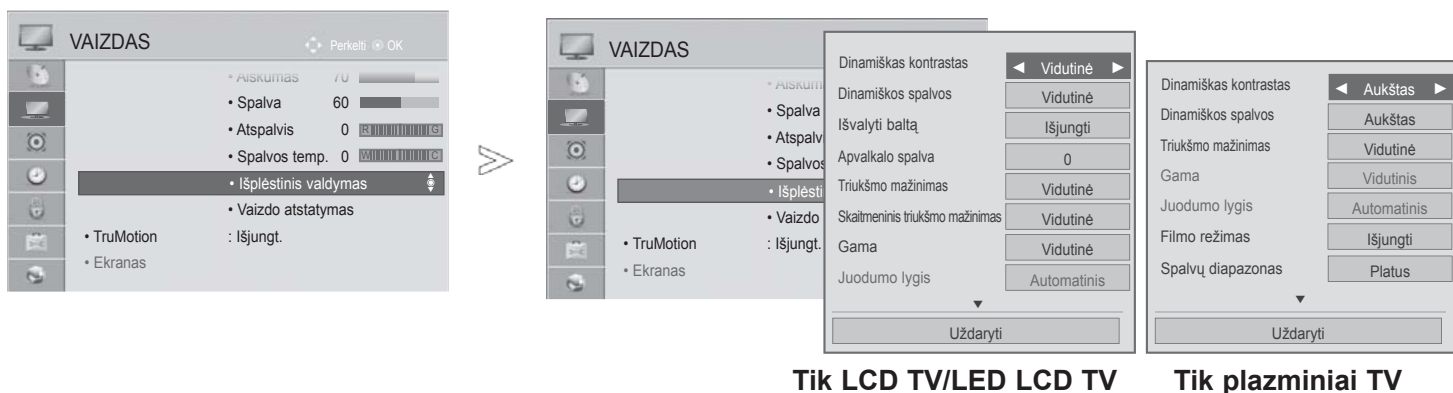 VAIZDAS
Perkelti OK
• Aiškumas 70
• Spalva 60
• Atspalvis 0 R G
• Spalvos temp. 0 W C
• Išplėstinis valdymas
• Vaizdo atstatymas
• TruMotion : Išjungt.
• Ekranas
VAIZDAS
• Aiškum
• Spalva
• Atspalv
• Spalvos
• Išplėsti
• Vaizdo
• TruMotion : Išjungt.
• Ekranas
Dinamiškas kontrastas ◀ Vidutinė ▶
Dinamiškos spalvos Vidutinė
Išvalyti baltą Išjungti
Apvalkalo spalva 0
Triukšmo mažinimas Vidutinė
Skaitmeninis triukšmo mažinimas Vidutinė
Gama Vidutinė
Juodumo lygis Automatinis
▼
Uždaryti
Dinamiškas kontrastas ◀ Aukštas ▶
Dinamiškos spalvos Aukštas
Triukšmo mažinimas Vidutinė
Gama Vidutinis
Juodumo lygis Automatinis
Filmo režimas Išjungti
Spalvų diapazonas Platus
▼
Uždaryti
Tik LCD TV/LED LCD TV
Tik plazminiai TV